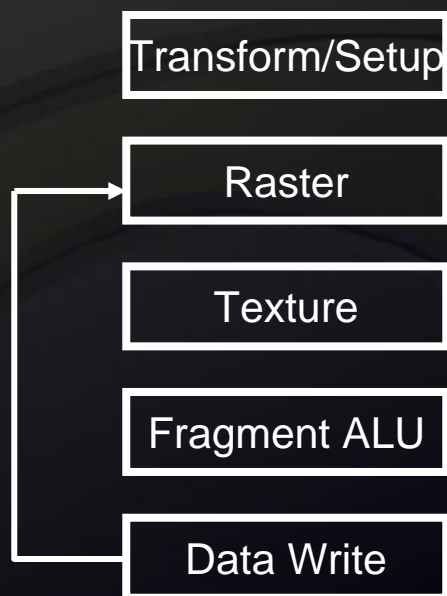 Transform/Setup
Raster
Texture
Fragment ALU
Data Write